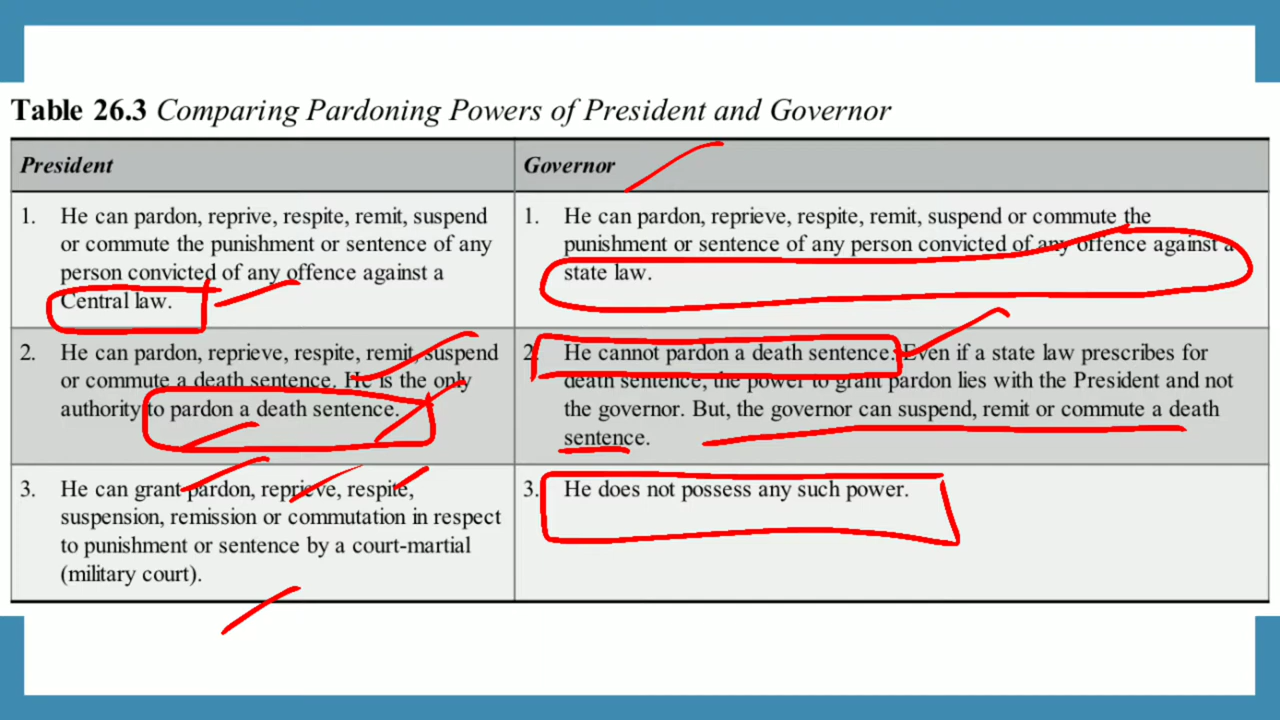 Table 26.3 Comparing Pardoning Powers of President and Governor
President
Governor
1. He can pardon, reprive, respite, remit, suspend
or commute the punishment or sentence of any
person convicted of any offence against a
Central law.
1. He can pardon, reprieve, respite, remit, suspend or commute the
punishment or sentence of any person convicted of any offence against a
state law.
2. He can pardon, reprieve, respite, remit, suspend
or commute a death sentence. He is the only
authority to pardon a death sentence.
2. He cannot pardon a death sentence. Even if a state law prescribes for
death sentence, the power to grant pardon lies with the President and not
the governor. But, the governor can suspend, remit or commute a death
sentence.
3. He can grant pardon, reprieve, respite,
suspension, remission or commutation in respect
to punishment or sentence by a court-martial
(military court).
3. He does not possess any such power.